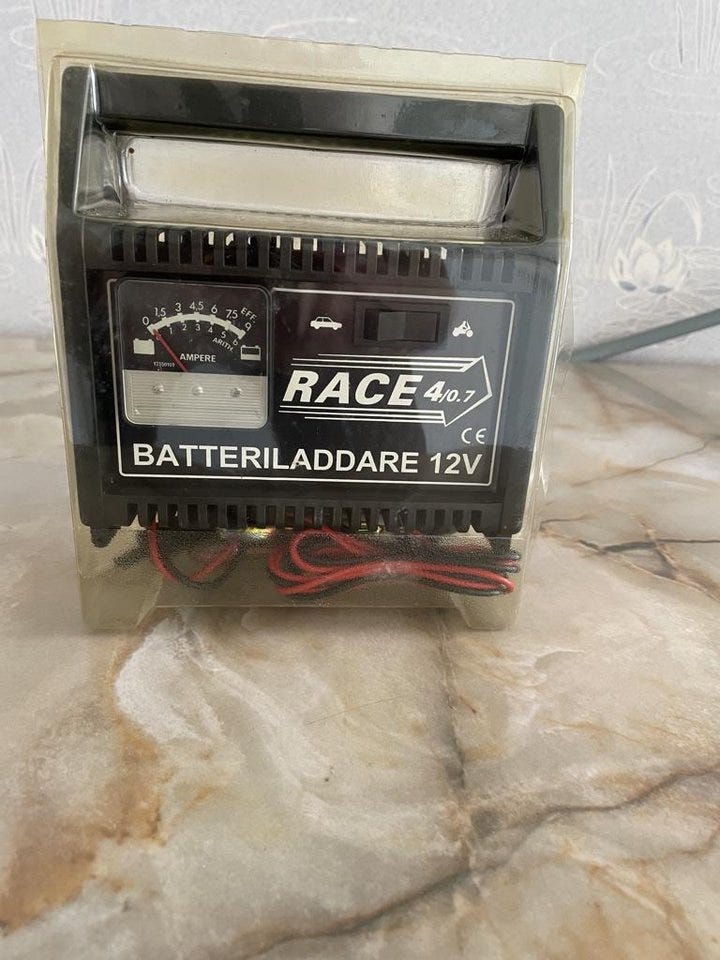 0 1,5 3 4,5 6 7,5 9 EFF.
1 2 3 4 5 6 ARITH.
AMPERE
RACE 4/0.7
CE
BATTERILADDARE 12V